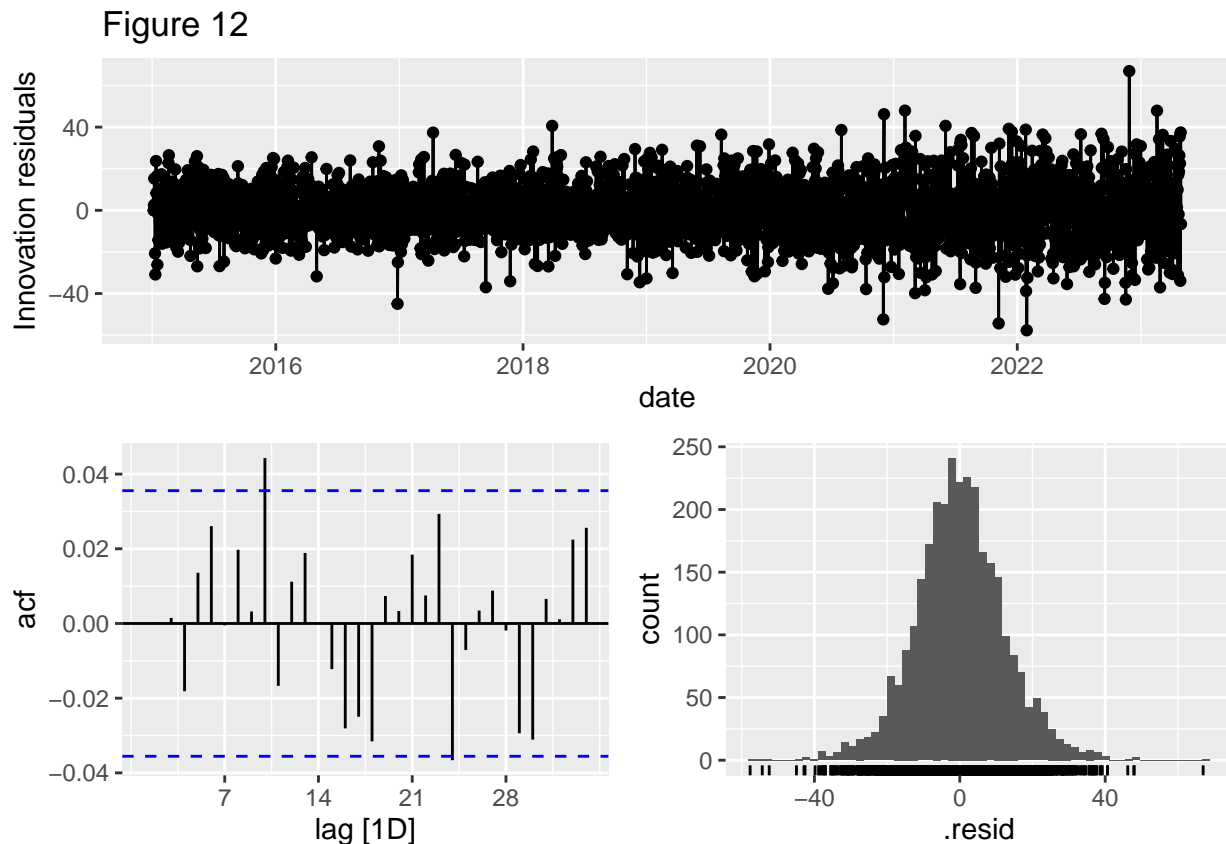 Figure 12
Innovation residuals
40
0
−40
2016 2018 2020 2022
date
acf
0.04
0.02
0.00
−0.02
−0.04
7 14 21 28
lag [1D]
count
250
200
150
100
50
0
−40 0 40
.resid